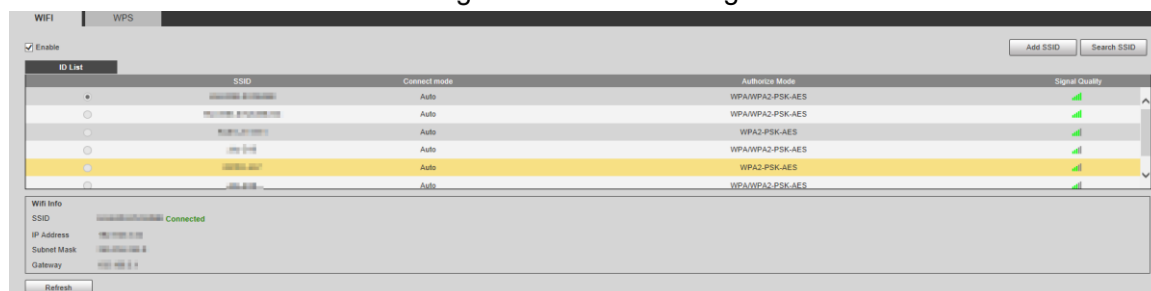 WIFI WPS
Enable Add SSID Search SSID
ID List
SSID Connect mode Authorize Mode Signal Quality
Auto WPA/WPA2-PSK-AES
Auto WPA/WPA2-PSK-AES
Auto WPA2-PSK-AES
Auto WPA/WPA2-PSK-AES
Auto WPA2-PSK-AES
Auto WPA/WPA2-PSK-AES
Wifi Info
SSID Connected
IP Address
Subnet Mask
Gateway
Refresh